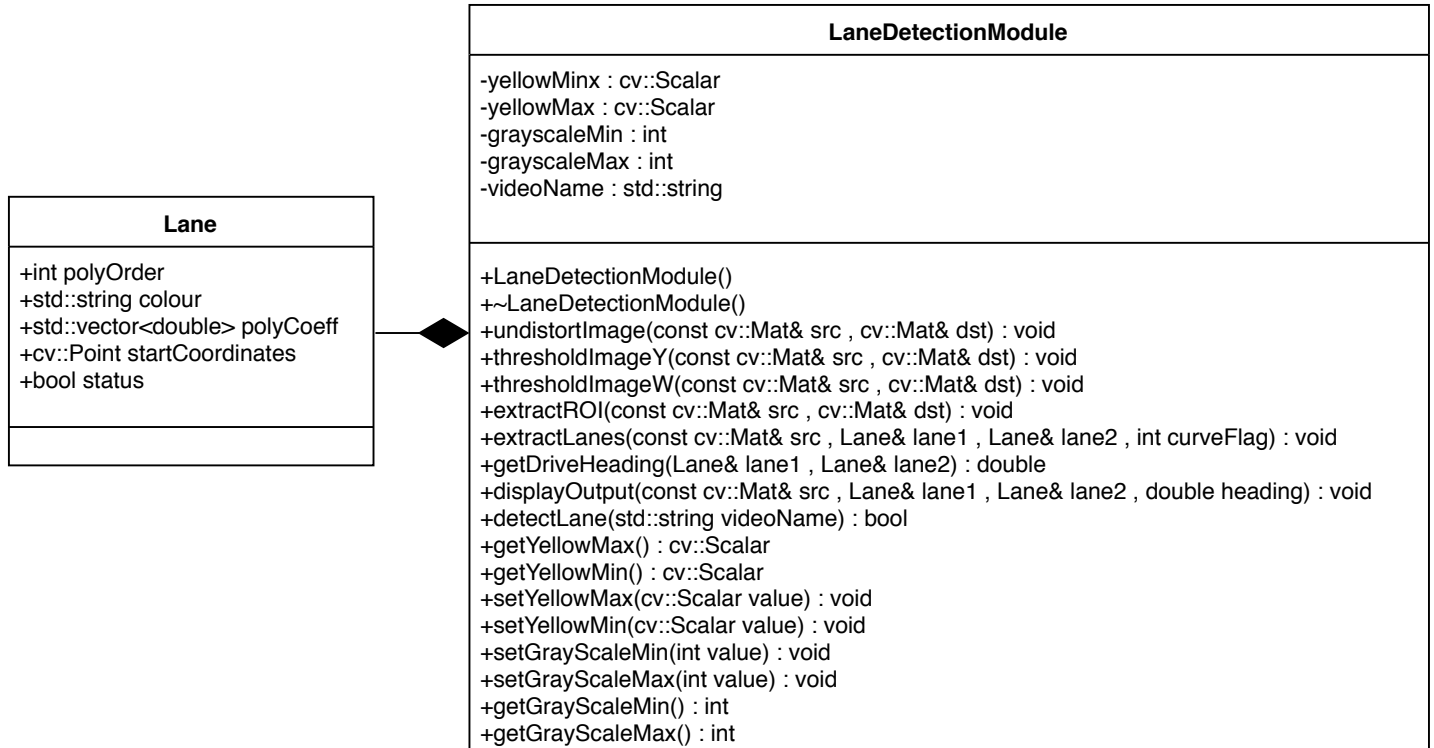 LaneDetectionModule
-yellowMinx : cv::Scalar
-yellowMax : cv::Scalar
-grayscaleMin : int
-grayscaleMax : int
-videoName : std::string
Lane
+int polyOrder
+std::string colour
+std::vector<double> polyCoeff
+cv::Point startCoordinates
+bool status
+LaneDetectionModule()
+~LaneDetectionModule()
+undistortImage(const cv::Mat& src , cv::Mat& dst) : void
+thresholdImageY(const cv::Mat& src , cv::Mat& dst) : void
+thresholdImageW(const cv::Mat& src , cv::Mat& dst) : void
+extractROI(const cv::Mat& src , cv::Mat& dst) : void
+extractLanes(const cv::Mat& src , Lane& lane1 , Lane& lane2 , int curveFlag) : void
+getDriveHeading(Lane& lane1 , Lane& lane2) : double
+displayOutput(const cv::Mat& src , Lane& lane1 , Lane& lane2 , double heading) : void
+detectLane(std::string videoName) : bool
+getYellowMax() : cv::Scalar
+getYellowMin() : cv::Scalar
+setYellowMax(cv::Scalar value) : void
+setYellowMin(cv::Scalar value) : void
+setGrayScaleMin(int value) : void
+setGrayScaleMax(int value) : void
+getGrayScaleMin() : int
+getGrayScaleMax() : int